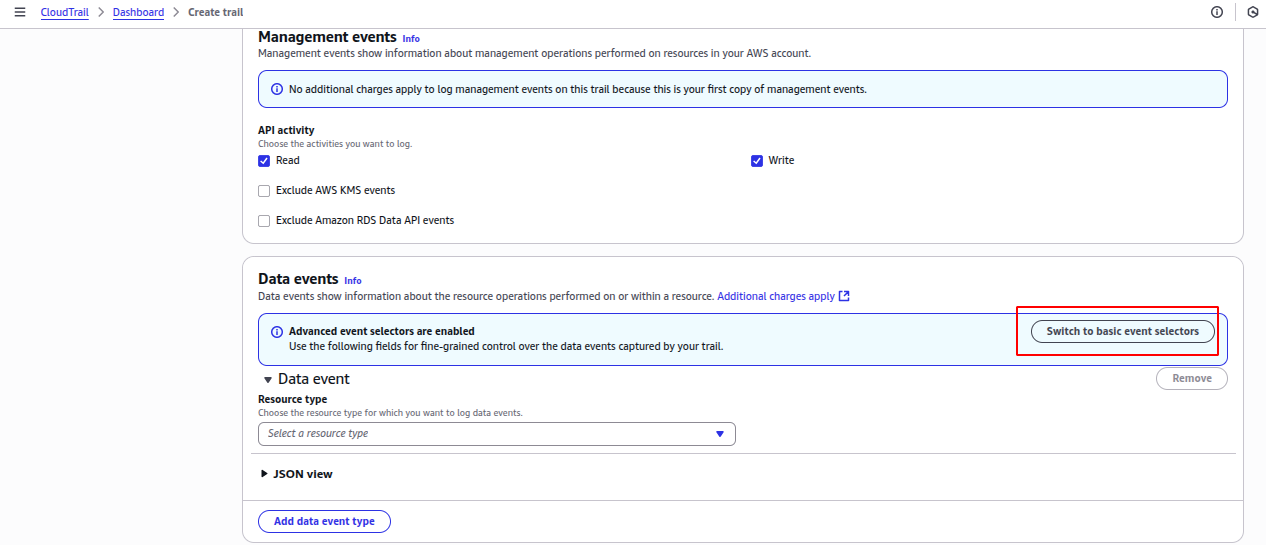 CloudTrail > Dashboard > Create trail
Management events Info
Management events show information about management operations performed on resources in your AWS account.
No additional charges apply to log management events on this trail because this is your first copy of management events.
API activity
Choose the activities you want to log.
Read Write
Exclude AWS KMS events
Exclude Amazon RDS Data API events
Data events Info
Data events show information about the resource operations performed on or within a resource. Additional charges apply
Advanced event selectors are enabled
Switch to basic event selectors
Use the following fields for fine-grained control over the data events captured by your trail.
Data event Remove
Resource type
Choose the resource type for which you want to log data events.
Select a resource type
JSON view
Add data event type